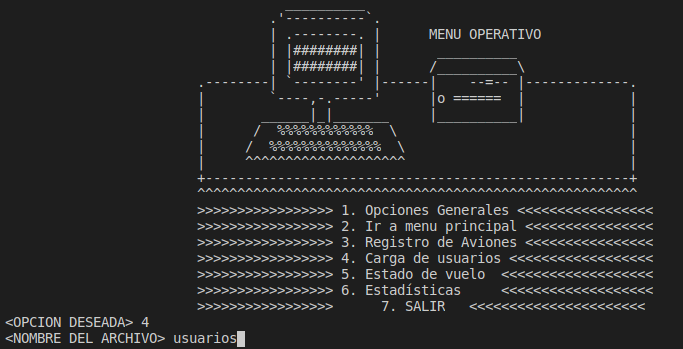 MENU OPERATIVO
>>>>>>>>>>>>>>>>> 1. Opciones Generales <<<<<<<<<<<<<<<<<
>>>>>>>>>>>>>>>>> 2. Ir a menu principal <<<<<<<<<<<<<<<<
>>>>>>>>>>>>>>>>> 3. Registro de Aviones <<<<<<<<<<<<<<<<
>>>>>>>>>>>>>>>>> 4. Carga de usuarios <<<<<<<<<<<<<<<<<<
>>>>>>>>>>>>>>>>> 5. Estado de vuelo  <<<<<<<<<<<<<<<<<<<
>>>>>>>>>>>>>>>>> 6. Estadísticas     <<<<<<<<<<<<<<<<<<<
>>>>>>>>>>>>>>>>>      7. SALIR   <<<<<<<<<<<<<<<<<<<<<<
<OPCION DESEADA> 4
<NOMBRE DEL ARCHIVO> usuarios